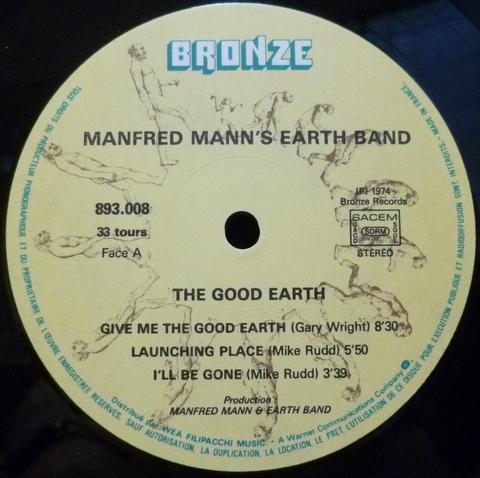 BRONZE
MANFRED MANN'S EARTH BAND
893.008
33 tours
Face A
(P) 1974
Bronze Records
SACEM
SACD
SDRM
SGDL
STÉRÉO
THE GOOD EARTH
GIVE ME THE GOOD EARTH (Gary Wright) 8'30
LAUNCHING PLACE (Mike Rudd) 5'50
I'LL BE GONE (Mike Rudd) 3'39
Production :
MANFRED MANN & EARTH BAND
Distribué par WEA FILIPACCHI MUSIC. - A Warner Communications Company
TOUS DROITS DU PRODUCTEUR PHONOGRAPHIQUE ET DU PROPRIETAIRE DE L'ŒUVRE ENREGISTREE RESERVES. SAUF AUTORISATION, LA DUPLICATION, LA LOCATION, LE PRET, L'UTILISATION DE CE DISQUE POUR EXECUTION PUBLIQUE ET RADIODIFFUSION SONT INTERDITS. - MADE IN FRANCE.